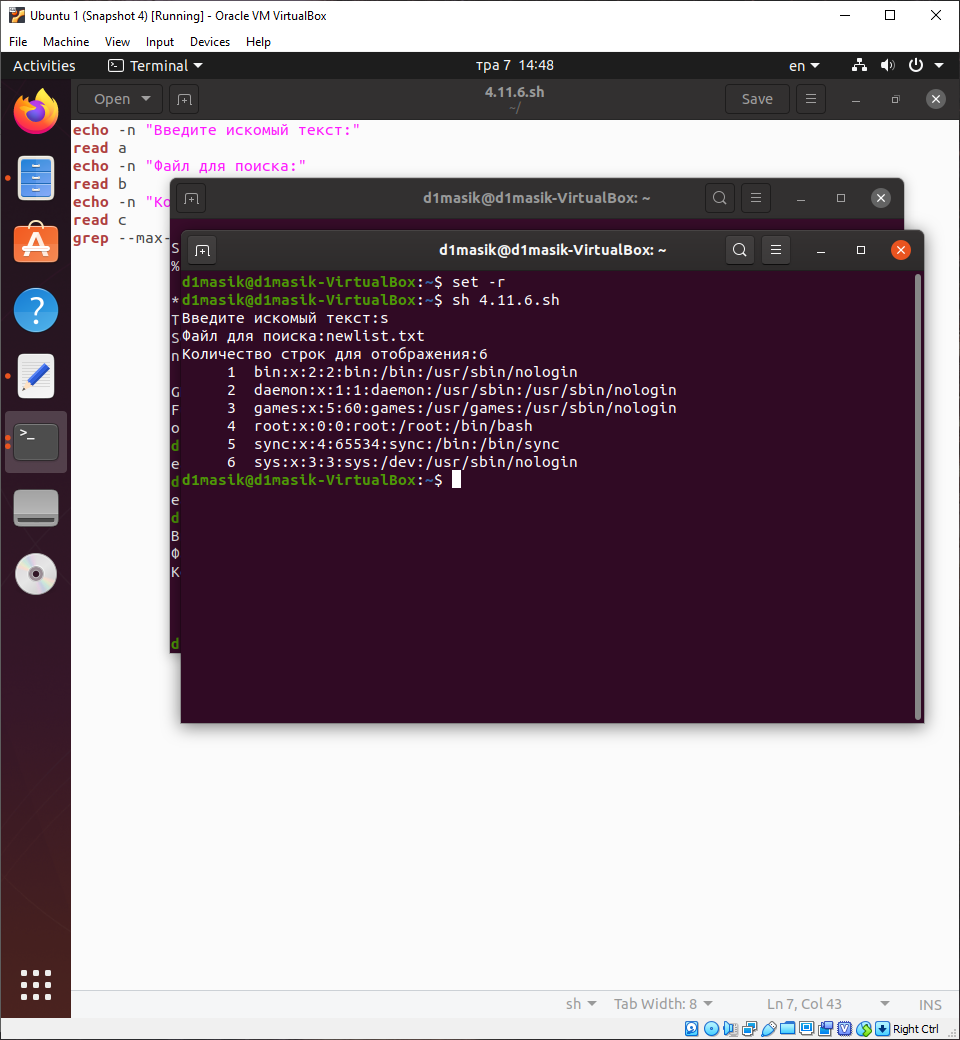 Ubuntu 1 (Snapshot 4) [Running] - Oracle VM VirtualBox
File Machine View Input Devices Help
Activities Terminal тра 7 14:48 en
Open 4.11.6.sh Save
~/
echo -n "Введите искомый текст:"
read a
echo -n "Файл для поиска:"
read b
echo -n "Ко
read c
grep --max-
d1masik@d1masik-VirtualBox: ~
S
%
*
T
S
n
G
F
o
d
e
d
e
d
В
Ф
К
d
d1masik@d1masik-VirtualBox: ~
d1masik@d1masik-VirtualBox:~$ set -r
d1masik@d1masik-VirtualBox:~$ sh 4.11.6.sh
Введите искомый текст:s
Файл для поиска:newlist.txt
Количество строк для отображения:6
1 bin:x:2:2:bin:/bin:/usr/sbin/nologin
2 daemon:x:1:1:daemon:/usr/sbin:/usr/sbin/nologin
3 games:x:5:60:games:/usr/games:/usr/sbin/nologin
4 root:x:0:0:root:/root:/bin/bash
5 sync:x:4:65534:sync:/bin:/bin/sync
6 sys:x:3:3:sys:/dev:/usr/sbin/nologin
d1masik@d1masik-VirtualBox:~$
sh Tab Width: 8 Ln 7, Col 43 INS
Right Ctrl